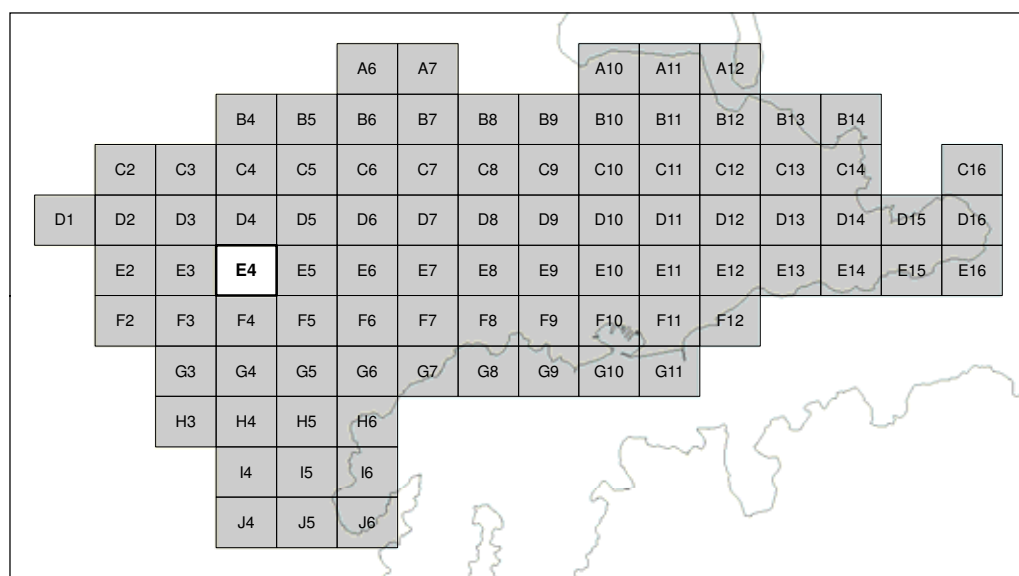 A6 A7 A10 A11 A12
B4 B5 B6 B7 B8 B9 B10 B11 B12 B13 B14
C2 C3 C4 C5 C6 C7 C8 C9 C10 C11 C12 C13 C14 C16
D1 D2 D3 D4 D5 D6 D7 D8 D9 D10 D11 D12 D13 D14 D15 D16
E2 E3 E4 E5 E6 E7 E8 E9 E10 E11 E12 E13 E14 E15 E16
F2 F3 F4 F5 F6 F7 F8 F9 F10 F11 F12
G3 G4 G5 G6 G7 G8 G9 G10 G11
H3 H4 H5 H6
I4 I5 I6
J4 J5 J6